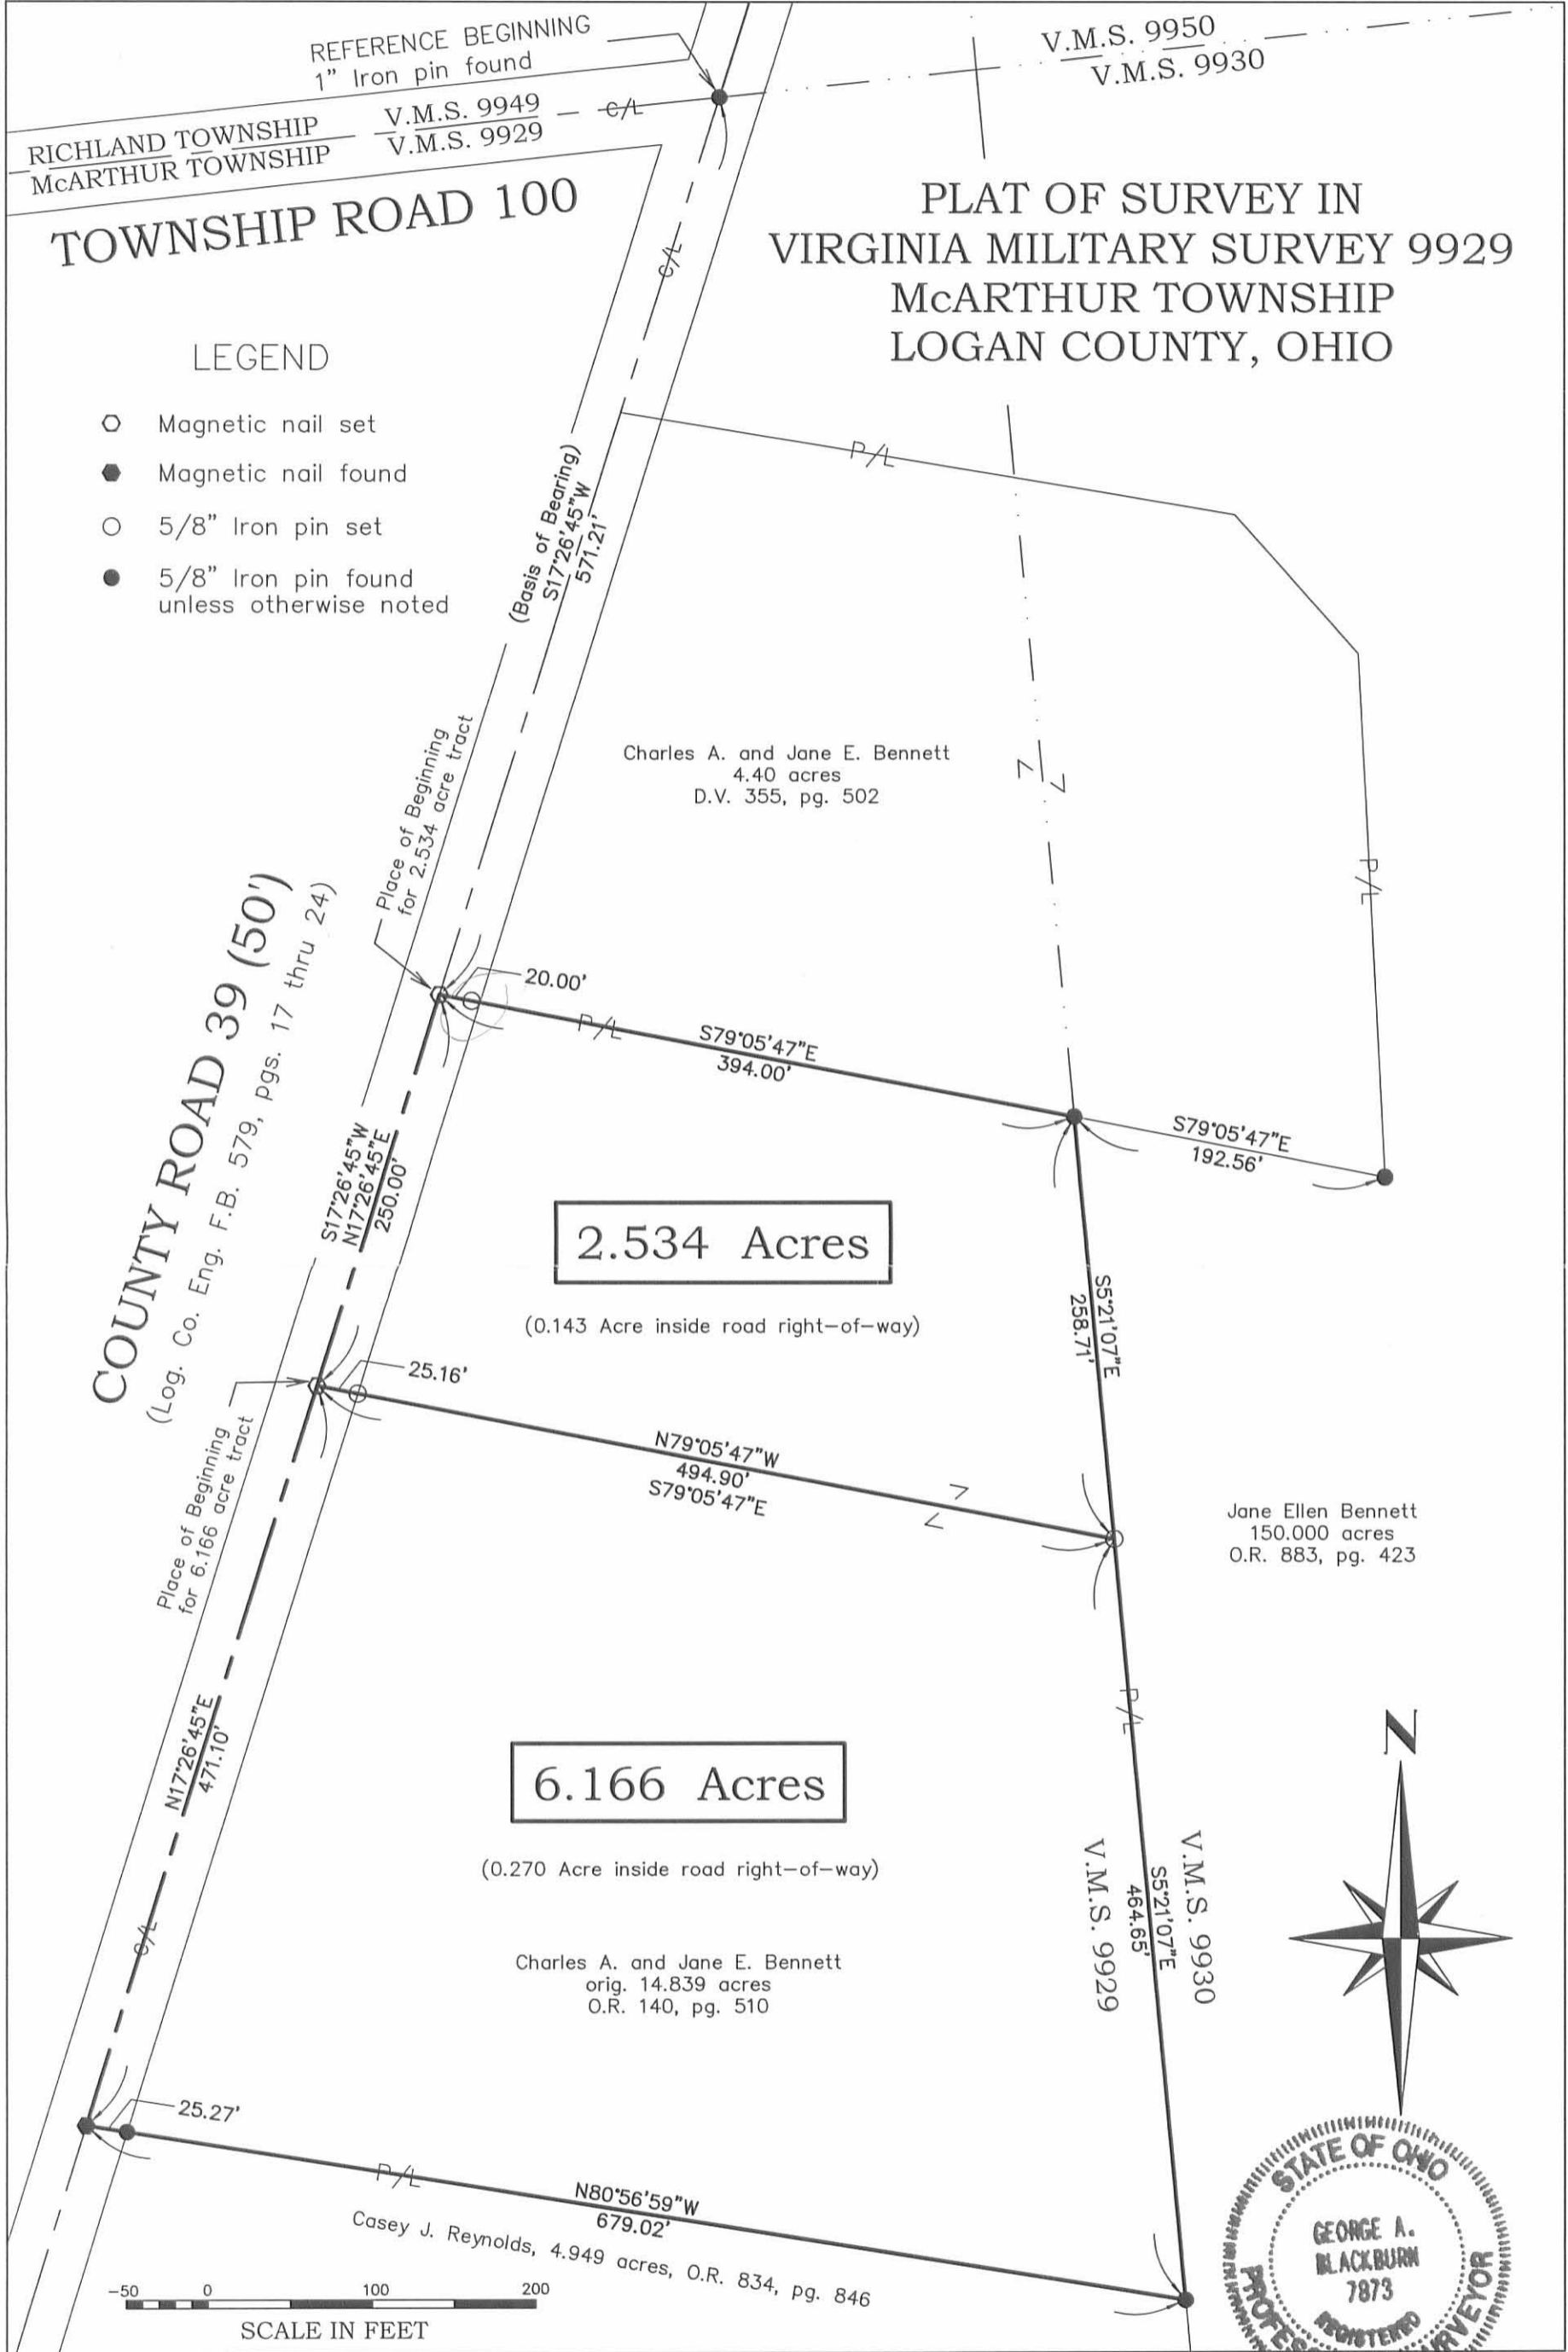 REFERENCE BEGINNING
1" Iron pin found
V.M.S. 9950
V.M.S. 9930
RICHLAND TOWNSHIP
McARTHUR TOWNSHIP
V.M.S. 9949
V.M.S. 9929
C/L
TOWNSHIP ROAD 100
PLAT OF SURVEY IN
VIRGINIA MILITARY SURVEY 9929
McARTHUR TOWNSHIP
LOGAN COUNTY, OHIO
C/L
LEGEND
Magnetic nail set
Magnetic nail found
5/8" Iron pin set
5/8" Iron pin found
unless otherwise noted
P/L
(Basis of Bearing)
S17°26'45"W
571.21'
Charles A. and Jane E. Bennett
4.40 acres
D.V. 355, pg. 502
Z
Z
P/L
Place of Beginning
for 2.534 acre tract
COUNTY ROAD 39 (50')
(Log. Co. Eng. F.B. 579, pgs. 17 thru 24)
20.00'
P/L
S79°05'47"E
394.00'
S79°05'47"E
192.56'
S17°26'45"W
N17°26'45"E
250.00'
2.534 Acres
(0.143 Acre inside road right-of-way)
S5°21'07"E
258.71'
25.16'
Place of Beginning
for 6.166 acre tract
N79°05'47"W
494.90'
S79°05'47"E
Z
Z
Jane Ellen Bennett
150.000 acres
O.R. 883, pg. 423
N17°26'45"E
471.10'
P/L
6.166 Acres
(0.270 Acre inside road right-of-way)
N
V.M.S. 9930
S5°21'07"E
464.65'
V.M.S. 9929
C/L
Charles A. and Jane E. Bennett
orig. 14.839 acres
O.R. 140, pg. 510
25.27'
P/L
N80°56'59"W
679.02'
Casey J. Reynolds, 4.949 acres, O.R. 834, pg. 846
STATE OF OHIO
GEORGE A.
BLACKBURN
7873
REGISTERED
-50 0 100 200
SCALE IN FEET